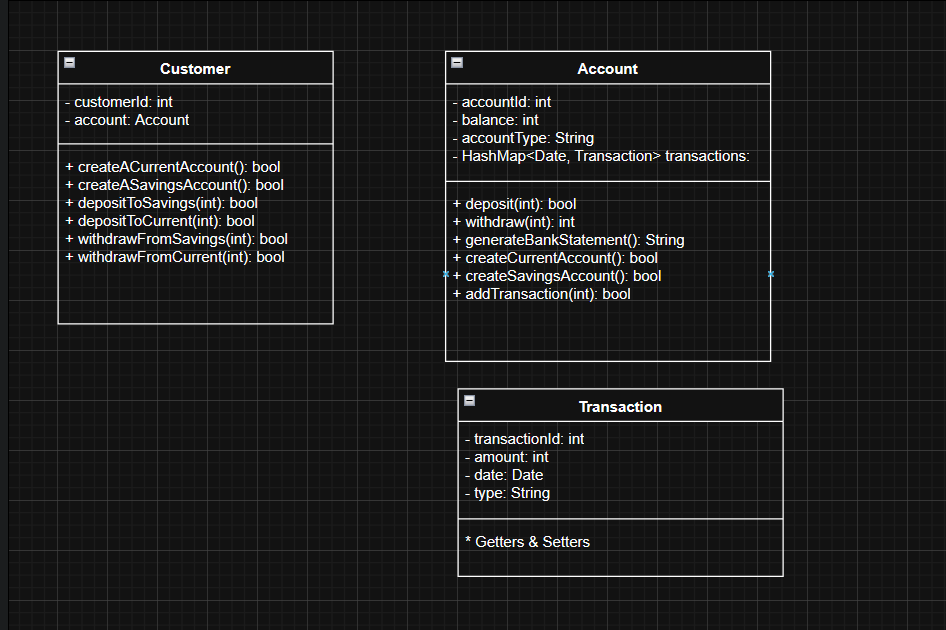 Customer
- customerId: int
- account: Account
+ createACurrentAccount(): bool
+ createASavingsAccount(): bool
+ depositToSavings(int): bool
+ depositToCurrent(int): bool
+ withdrawFromSavings(int): bool
+ withdrawFromCurrent(int): bool
Account
- accountId: int
- balance: int
- accountType: String
- HashMap<Date, Transaction> transactions:
+ deposit(int): bool
+ withdraw(int): int
+ generateBankStatement(): String
+ createCurrentAccount(): bool
+ createSavingsAccount(): bool
+ addTransaction(int): bool
Transaction
- transactionId: int
- amount: int
- date: Date
- type: String
* Getters & Setters